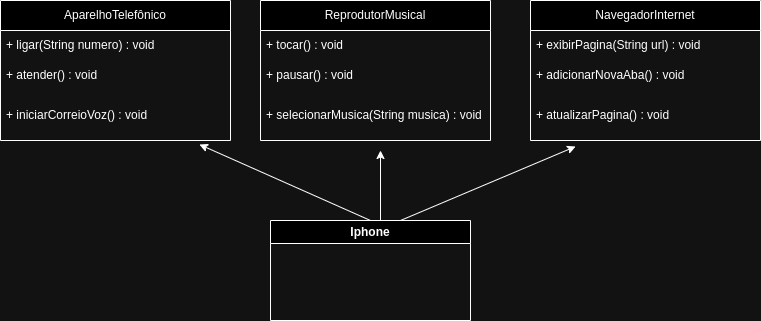 AparelhoTelefônico
+ ligar(String numero) : void
+ atender() : void
+ iniciarCorreioVoz() : void
ReprodutorMusical
+ tocar() : void
+ pausar() : void
+ selecionarMusica(String musica) : void
NavegadorInternet
+ exibirPagina(String url) : void
+ adicionarNovaAba() : void
+ atualizarPagina() : void
Iphone